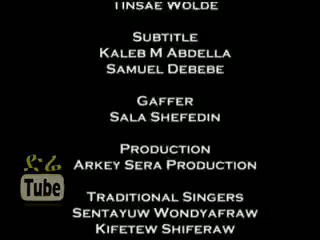 Tinsae Wolde
Subtitle
Kaleb M Abdella
Samuel Debebe
Gaffer
Sala Shefedin
Production
Arkey Sera Production
ድሬ
Tube
Traditional Singers
Sentayuw Wondyafraw
Kifetew Shiferaw